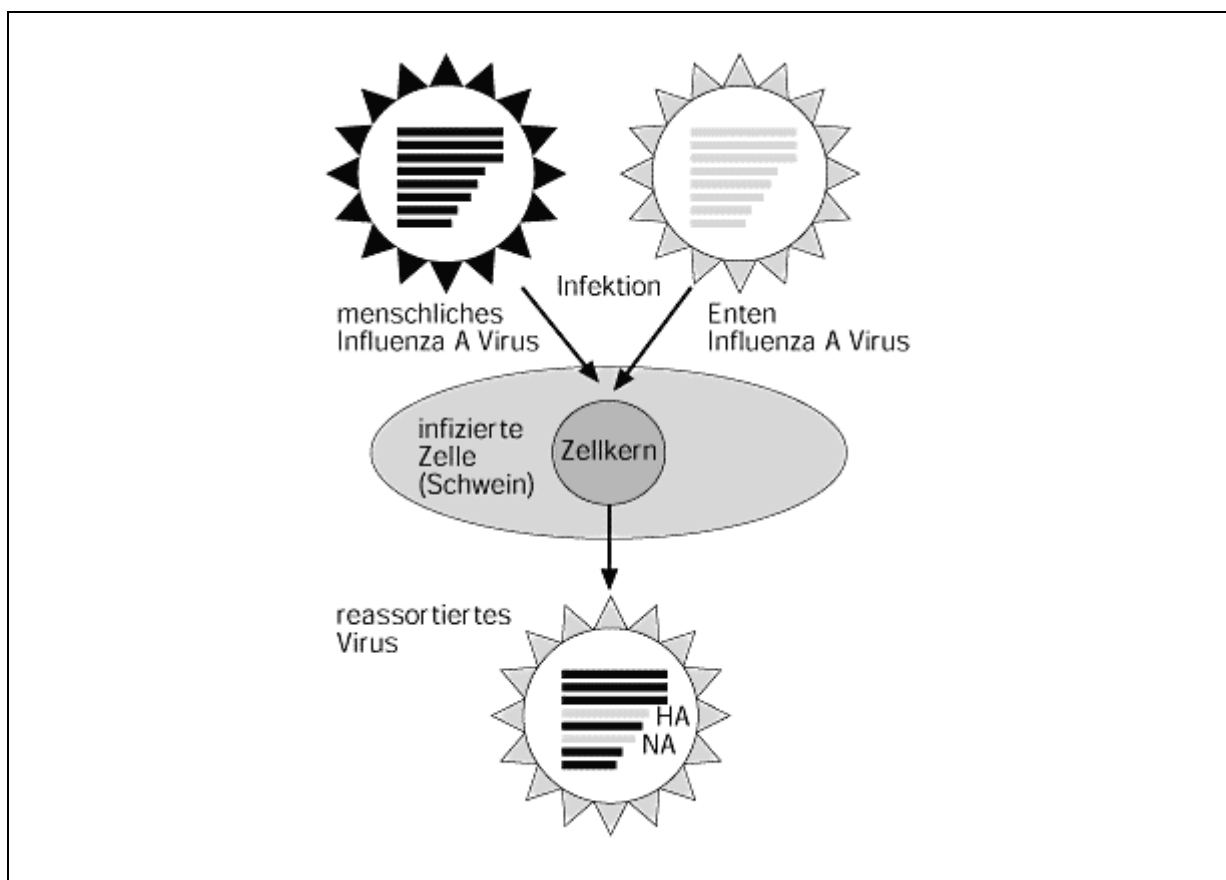 Infektion
menschliches
Influenza A Virus
Enten
Influenza A Virus
infizierte
Zelle
(Schwein)
Zellkern
reassortiertes
Virus
HA
NA